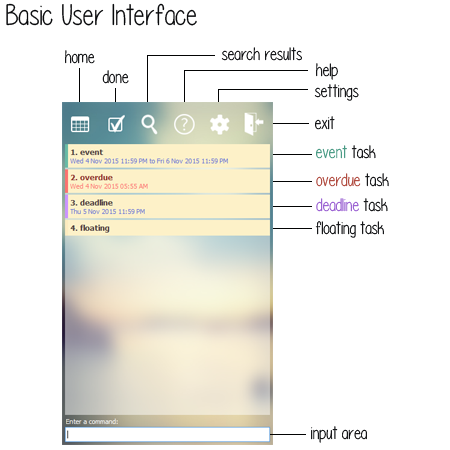 Basic User Interface
home
done
search results
help
settings
exit
1. event
Wed 4 Nov 2015 11:59 PM to Fri 6 Nov 2015 11:59 PM
event task
2. overdue
Wed 4 Nov 2015 05:55 AM
overdue task
3. deadline
Thu 5 Nov 2015 11:59 PM
deadline task
4. floating
floating task
Enter a command:
input area